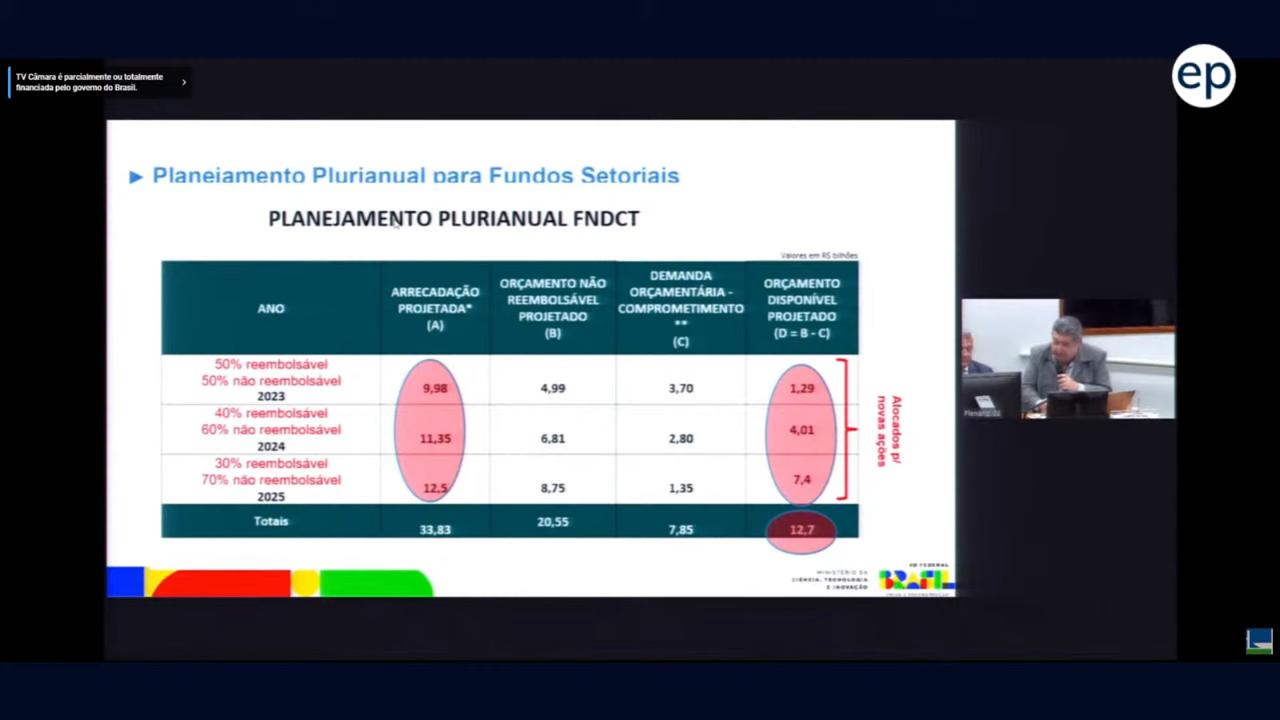 TV Câmara é parcialmente ou totalmente
financiada pelo governo do Brasil.
ep
► Planejamento Plurianual para Fundos Setoriais
PLANEJAMENTO PLURIANUAL FNDCT
Valores em R$ bilhões
ANO
ARRECADAÇÃO
PROJETADA*
(A)
ORÇAMENTO NÃO
REEMBOLSÁVEL
PROJETADO
(B)
DEMANDA
ORÇAMENTÁRIA -
COMPROMETIMENTO
**
(C)
ORÇAMENTO
DISPONÍVEL
PROJETADO
(D = B - C)
50% reembolsável
50% não reembolsável
2023
9,98
4,99
3,70
1,29
40% reembolsável
60% não reembolsável
2024
11,35
6,81
2,80
4,01
30% reembolsável
70% não reembolsável
2025
12,5
8,75
1,35
7,4
Totais
33,83
20,55
7,85
12,7
Alocados p/
novas ações
MINISTÉRIO DA
CIÊNCIA, TECNOLOGIA
E INOVAÇÃO
FEDERAL
BRASIL